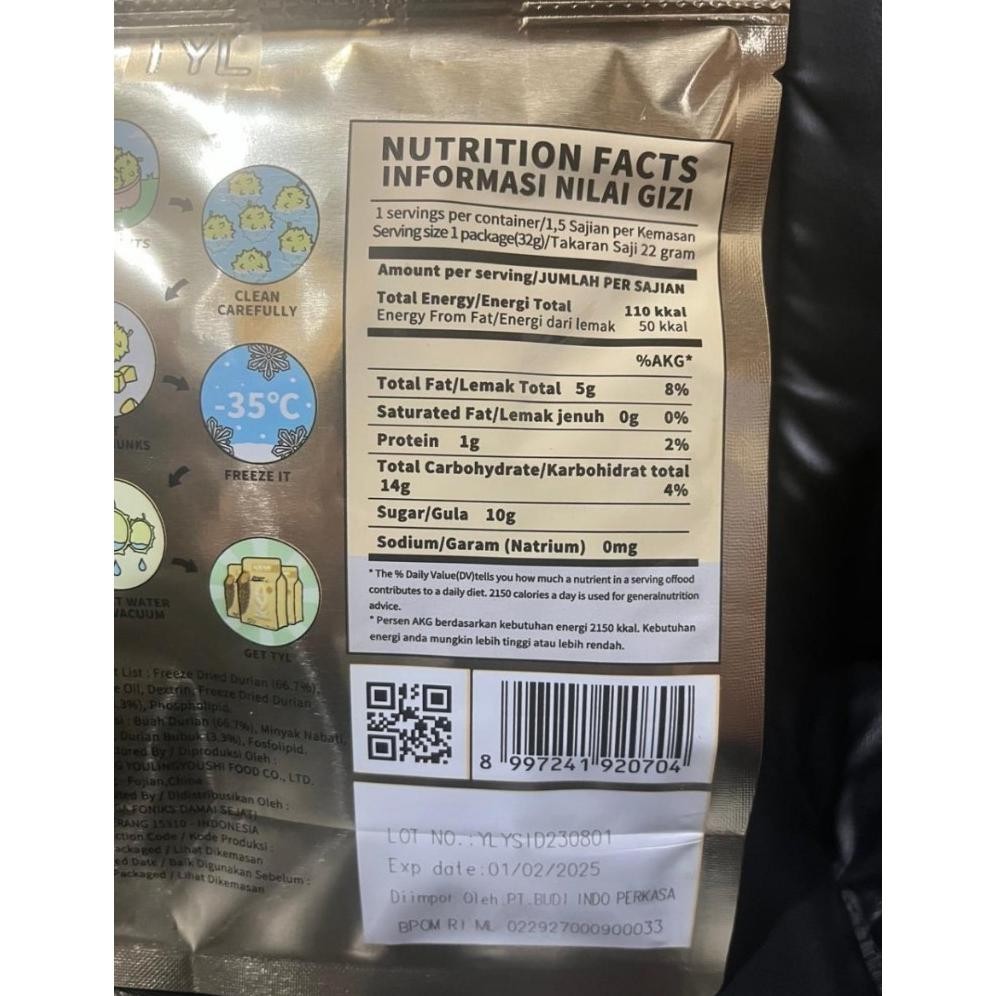 TYL
CLEAN
CAREFULLY
-35°C
FREEZE IT
UNKS
T WATER
VACUUM
GET TYL
t List : Freeze Dried Durian (66.7%),
e Oil, Dextrin, Freeze Dried Durian
.3%), Phospholipid.
si : Buah Durian (66.7%), Minyak Nabati,
Durian Bubuk (3.3%), Fosfolipid.
tured By / Diproduksi Oleh :
G YOULINGYOUSHI FOOD CO., LTD.
-Fujian,China
ted By / Didistribusikan Oleh :
GA FONIKS DAMAI SEJATI
RANG 15310 - INDONESIA
ction Code / Kode Produksi :
ackaged / Lihat Dikemasan
ed Date / Baik Digunakan Sebelum :
Packaged / Lihat Dikemasan
NUTRITION FACTS
INFORMASI NILAI GIZI
1 servings per container/1,5 Sajian per Kemasan
Serving size 1 package(32g)/Takaran Saji 22 gram
Amount per serving/JUMLAH PER SAJIAN
Total Energy/Energi Total 110 kkal
Energy From Fat/Energi dari lemak 50 kkal
%AKG*
Total Fat/Lemak Total 5g 8%
Saturated Fat/Lemak jenuh 0g 0%
Protein 1g 2%
Total Carbohydrate/Karbohidrat total
14g 4%
Sugar/Gula 10g
Sodium/Garam (Natrium) 0mg
* The % Daily Value(DV)tells you how much a nutrient in a serving offood
contributes to a daily diet. 2150 calories a day is used for generalnutrition
advice.
* Persen AKG berdasarkan kebutuhan energi 2150 kkal. Kebutuhan
energi anda mungkin lebih tinggi atau lebih rendah.
8 997241 920704
LOT NO.:YLYSID230801
Exp date:01/02/2025
Diimpor Oleh PT.BUDI INDO PERKASA
BPOM RI ML 022927000900033